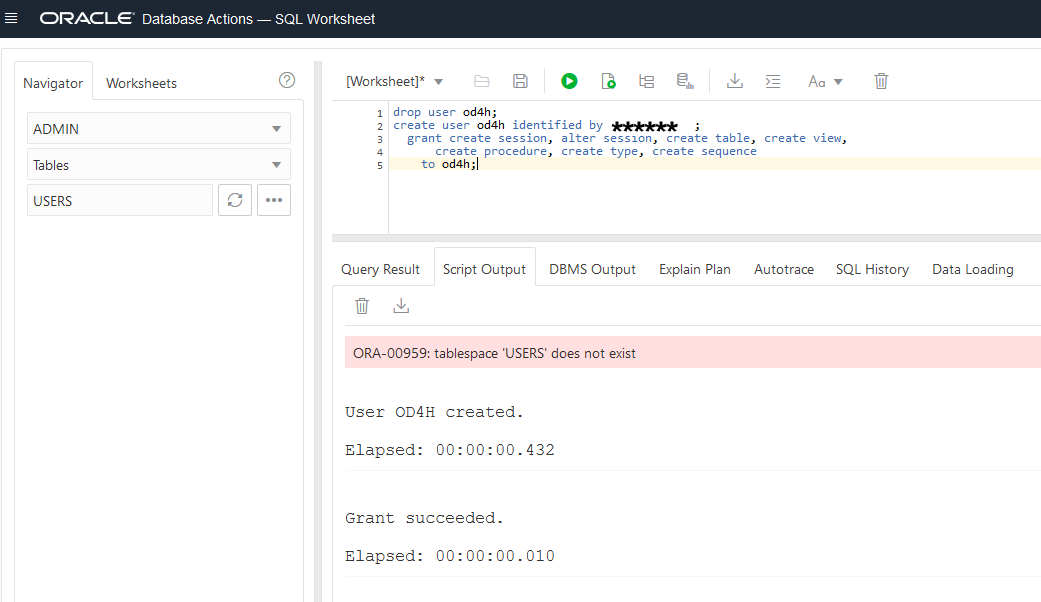 ORACLE Database Actions — SQL Worksheet
Navigator Worksheets
ADMIN
Tables
USERS
[Worksheet]*
Aa
1 drop user od4h;
2 create user od4h identified by ****** ;
3 grant create session, alter session, create table, create view,
4 create procedure, create type, create sequence
5 to od4h;
Query Result Script Output DBMS Output Explain Plan Autotrace SQL History Data Loading
ORA-00959: tablespace 'USERS' does not exist
User OD4H created.
Elapsed: 00:00:00.432
Grant succeeded.
Elapsed: 00:00:00.010